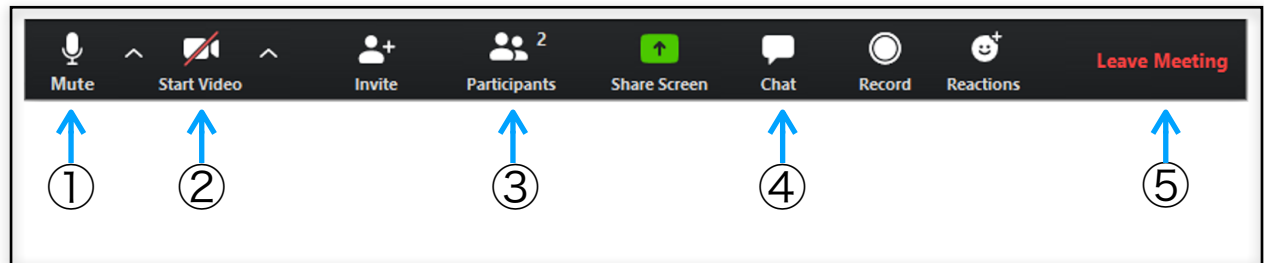 2
Mute Start Video Invite Participants Share Screen Chat Record Reactions Leave Meeting
① ② ③ ④ ⑤